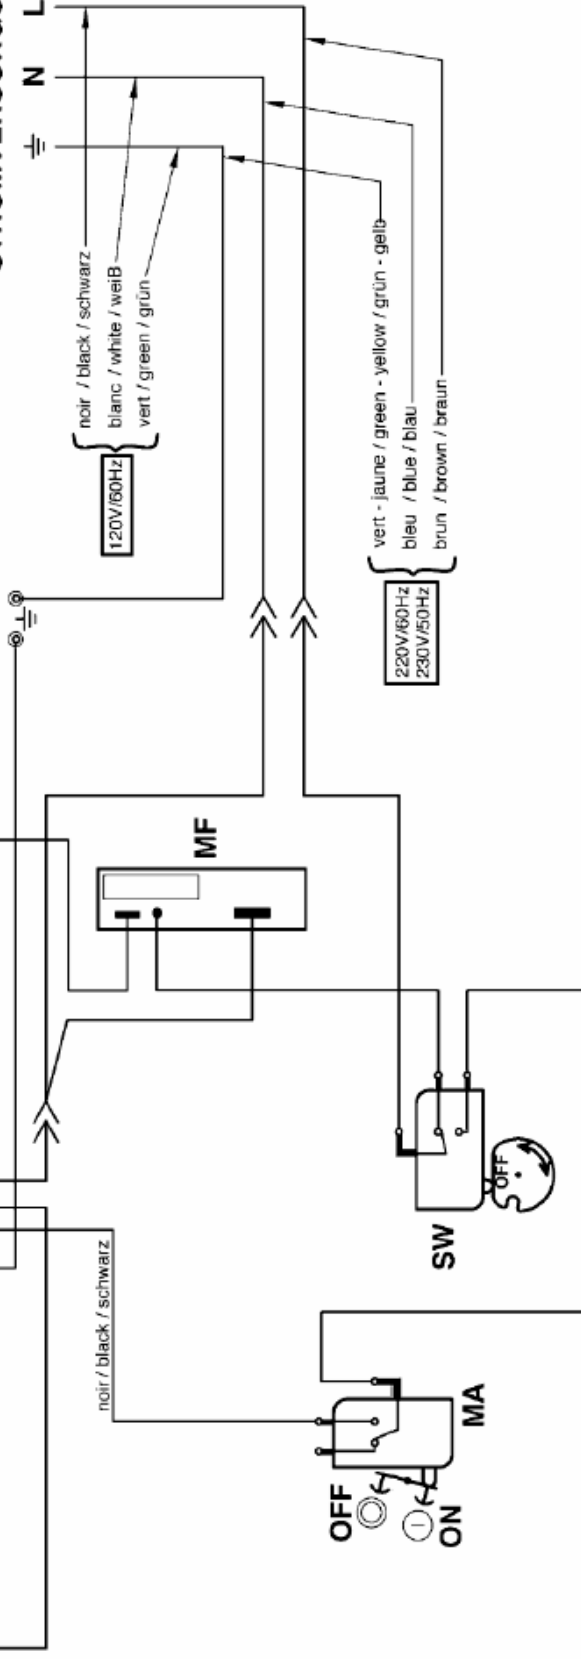 L
N
noir / black / schwarz
blanc / white / weiB
vert / green / grün
120V/60Hz
vert - jaune / green - yellow / grün - gelb
bleu / blue / blau
brun / brown / braun
220V/60Hz
230V/50Hz
MF
OFF
SW
noir / black / schwarz
MA
OFF
ON